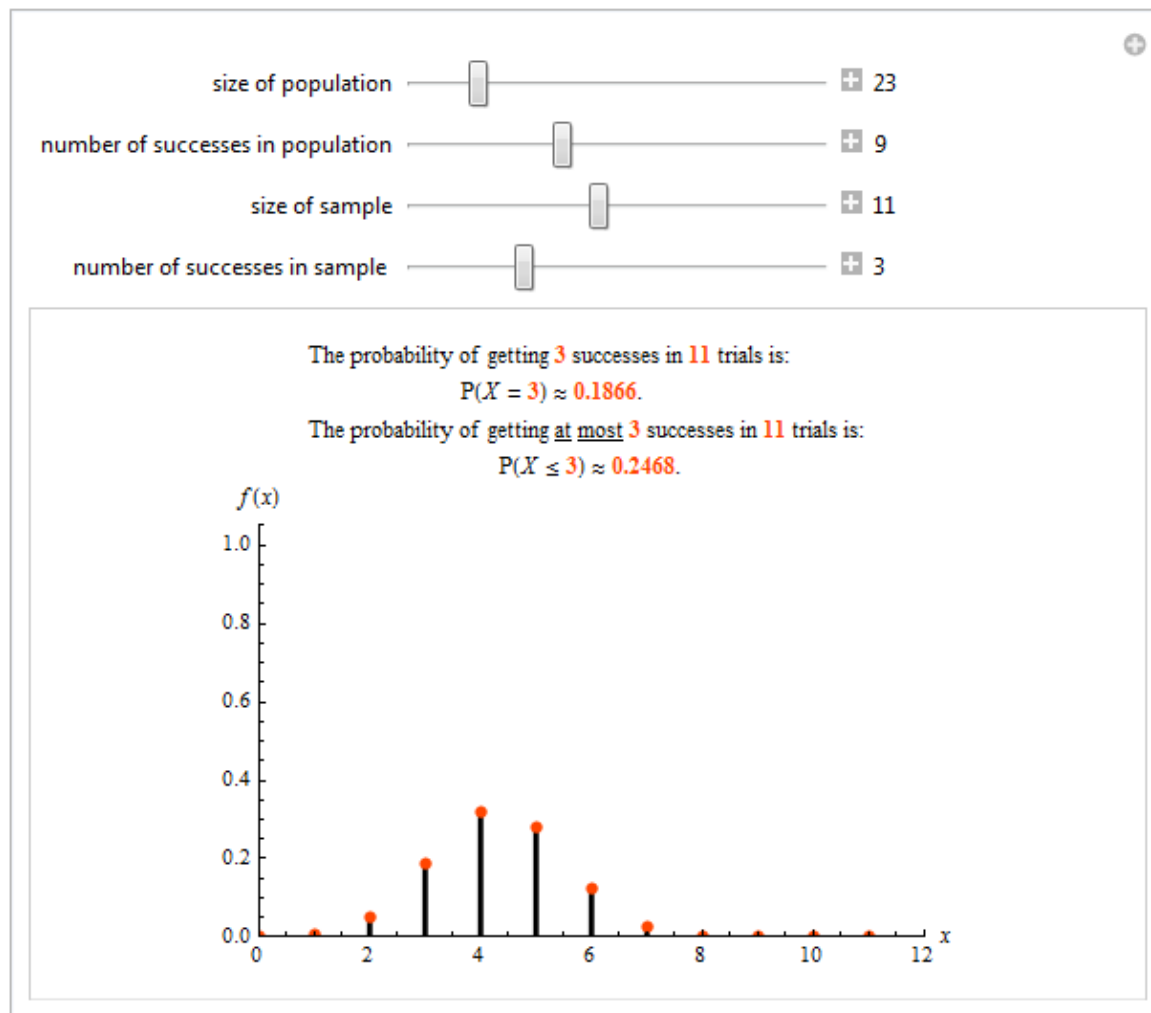 size of population 23
number of successes in population 9
size of sample 11
number of successes in sample 3
The probability of getting 3 successes in 11 trials is:
P(X = 3) ≈ 0.1866.
The probability of getting at most 3 successes in 11 trials is:
P(X ≤ 3) ≈ 0.2468.
f(x)
1.0
0.8
0.6
0.4
0.2
0.0
0 2 4 6 8 10 12 x